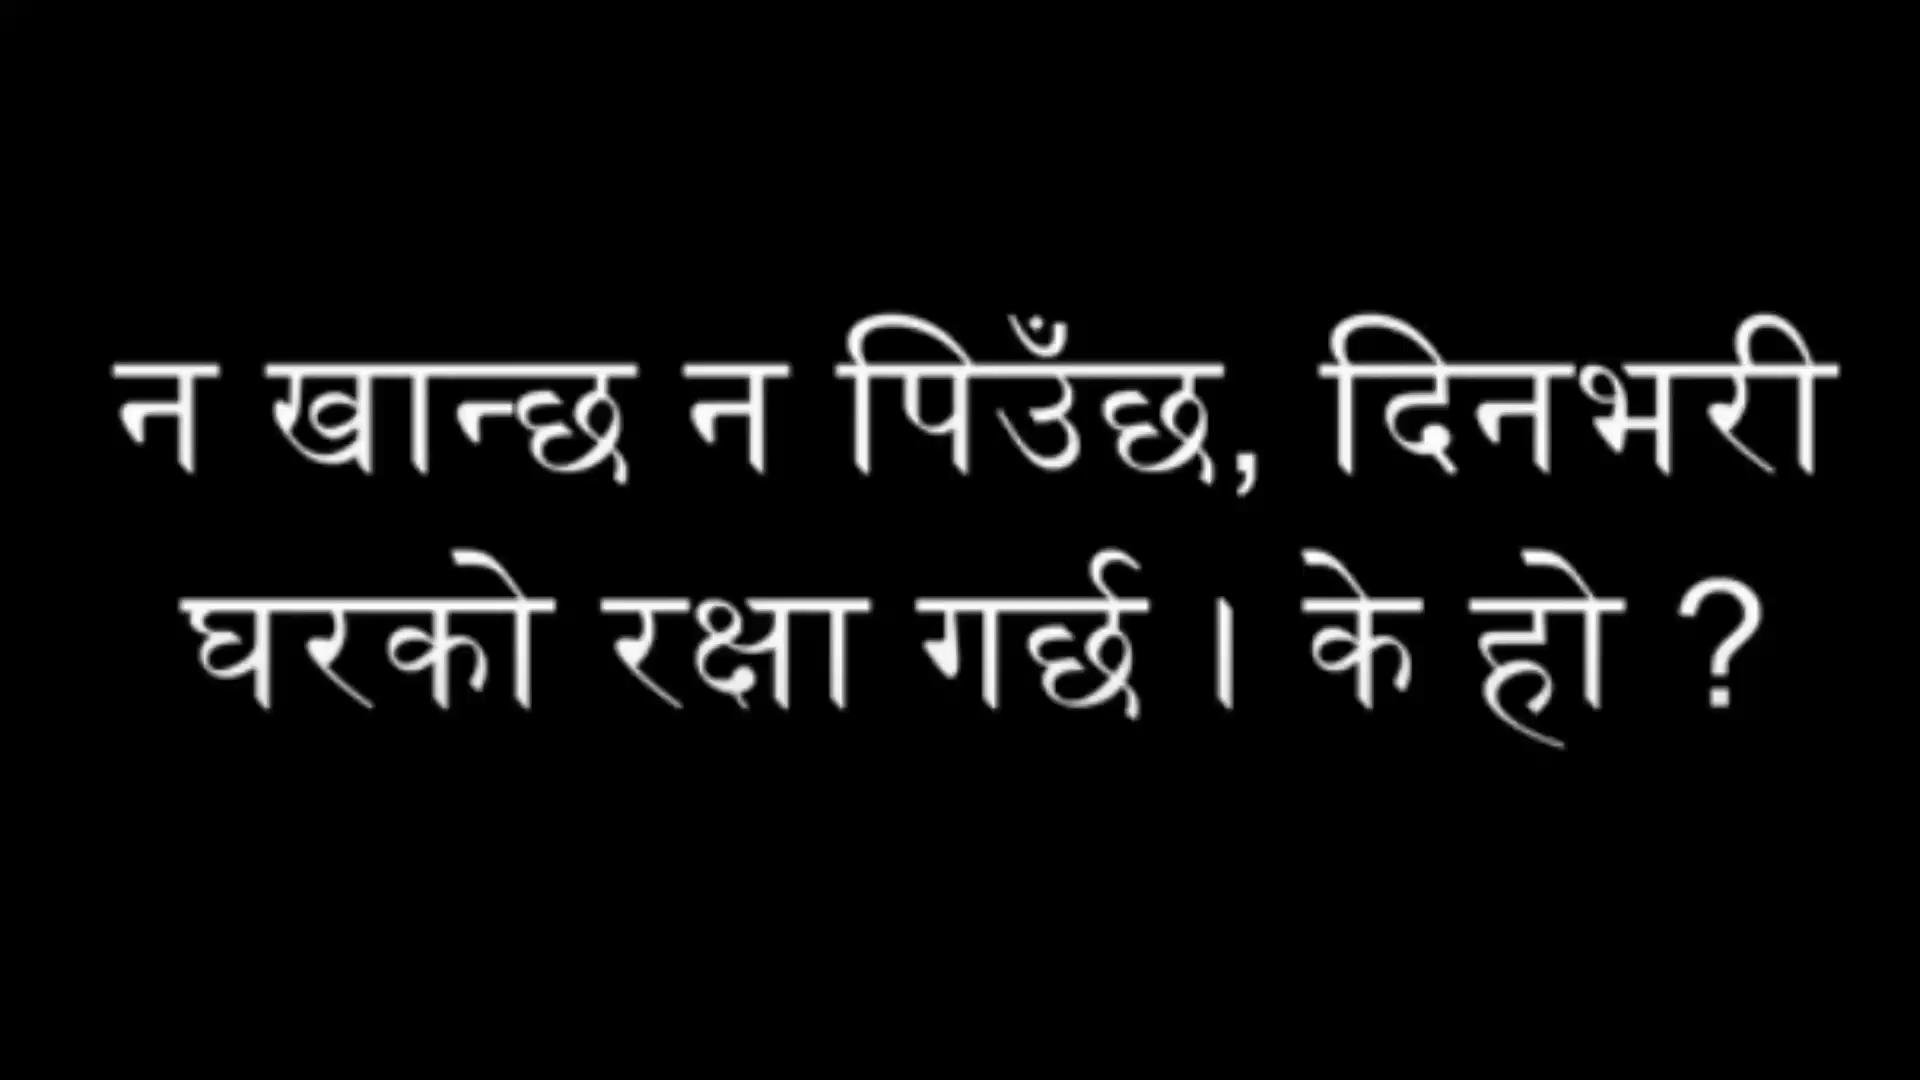 न खान्छ न पिउँछ, दिनभरी
घरको रक्षा गर्छ । के हो ?